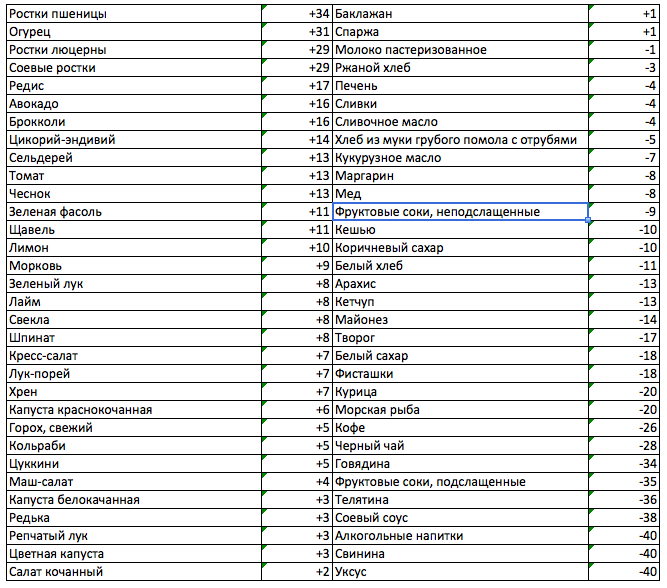 Ростки пшеницы +34 Баклажан +1
Огурец +31 Спаржа +1
Ростки люцерны +29 Молоко пастеризованное -1
Соевые ростки +29 Ржаной хлеб -3
Редис +17 Печень -4
Авокадо +16 Сливки -4
Брокколи +16 Сливочное масло -4
Цикорий-эндивий +14 Хлеб из муки грубого помола с отрубями -5
Сельдерей +13 Кукурузное масло -7
Томат +13 Маргарин -8
Чеснок +13 Мед -8
Зеленая фасоль +11 Фруктовые соки, неподслащенные -9
Щавель +11 Кешью -10
Лимон +10 Коричневый сахар -10
Морковь +9 Белый хлеб -11
Зеленый лук +8 Арахис -13
Лайм +8 Кетчуп -13
Свекла +8 Майонез -14
Шпинат +8 Творог -17
Кресс-салат +7 Белый сахар -18
Лук-порей +7 Фисташки -18
Хрен +7 Курица -20
Капуста краснокочанная +6 Морская рыба -20
Горох, свежий +5 Кофе -26
Кольраби +5 Черный чай -28
Цуккини +5 Говядина -34
Маш-салат +4 Фруктовые соки, подслащенные -35
Капуста белокачанная +3 Телятина -36
Редька +3 Соевый соус -38
Репчатый лук +3 Алкогольные напитки -40
Цветная капуста +3 Свинина -40
Салат кочанный +2 Уксус -40